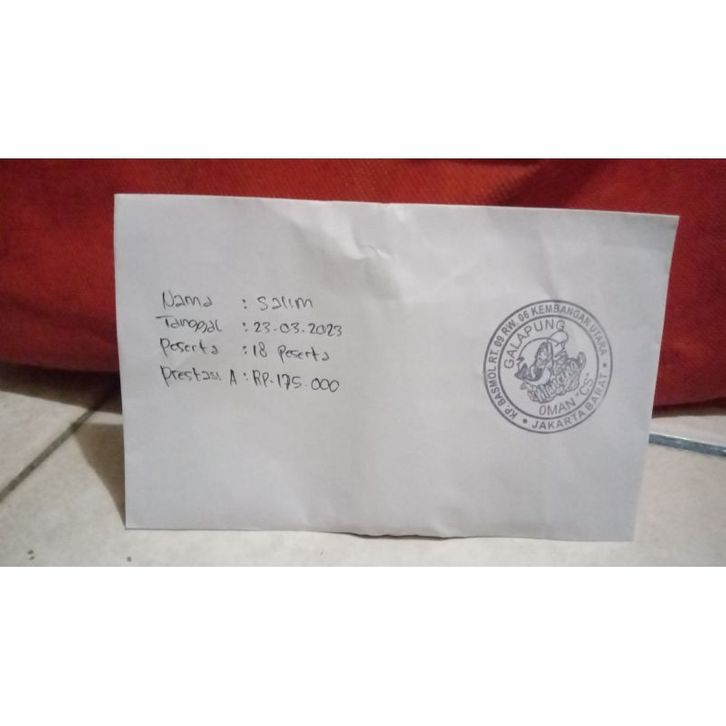 Nama : Salim
Tanggal : 23.03.2023
Peserta : 18 Peserta
Prestasi A : RP.175.000
KP. BASMOL RT. 09 RW. 06 KEMBANGAN UTARA
GALAPUNG
OMAN "CS"
JAKARTA BARAT